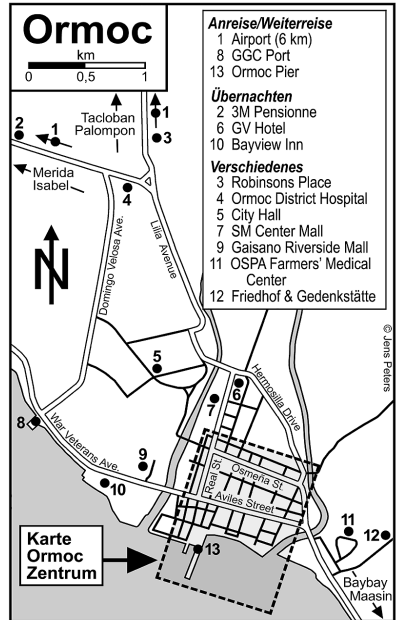 Ormoc
km
0 0,5 1
Anreise/Weiterreise
1 Airport (6 km)
8 GGC Port
13 Ormoc Pier
Übernachten
2 3M Pensionne
6 GV Hotel
10 Bayview Inn
Verschiedenes
3 Robinsons Place
4 Ormoc District Hospital
5 City Hall
7 SM Center Mall
9 Gaisano Riverside Mall
11 OSPA Farmers' Medical
Center
12 Friedhof & Gedenkstätte
Tacloban
Palompon
1
3
2
1
Merida
Isabel
4
N
Domingo Velosa Ave.
Lilia Avenue
© Jens Peters
5
6
7
Hermosilla Drive
8
War Veterans Ave.
9
10
Real St.
Osmeña St.
Aviles Street
11
12
13
Karte
Ormoc
Zentrum
Baybay
Maasin